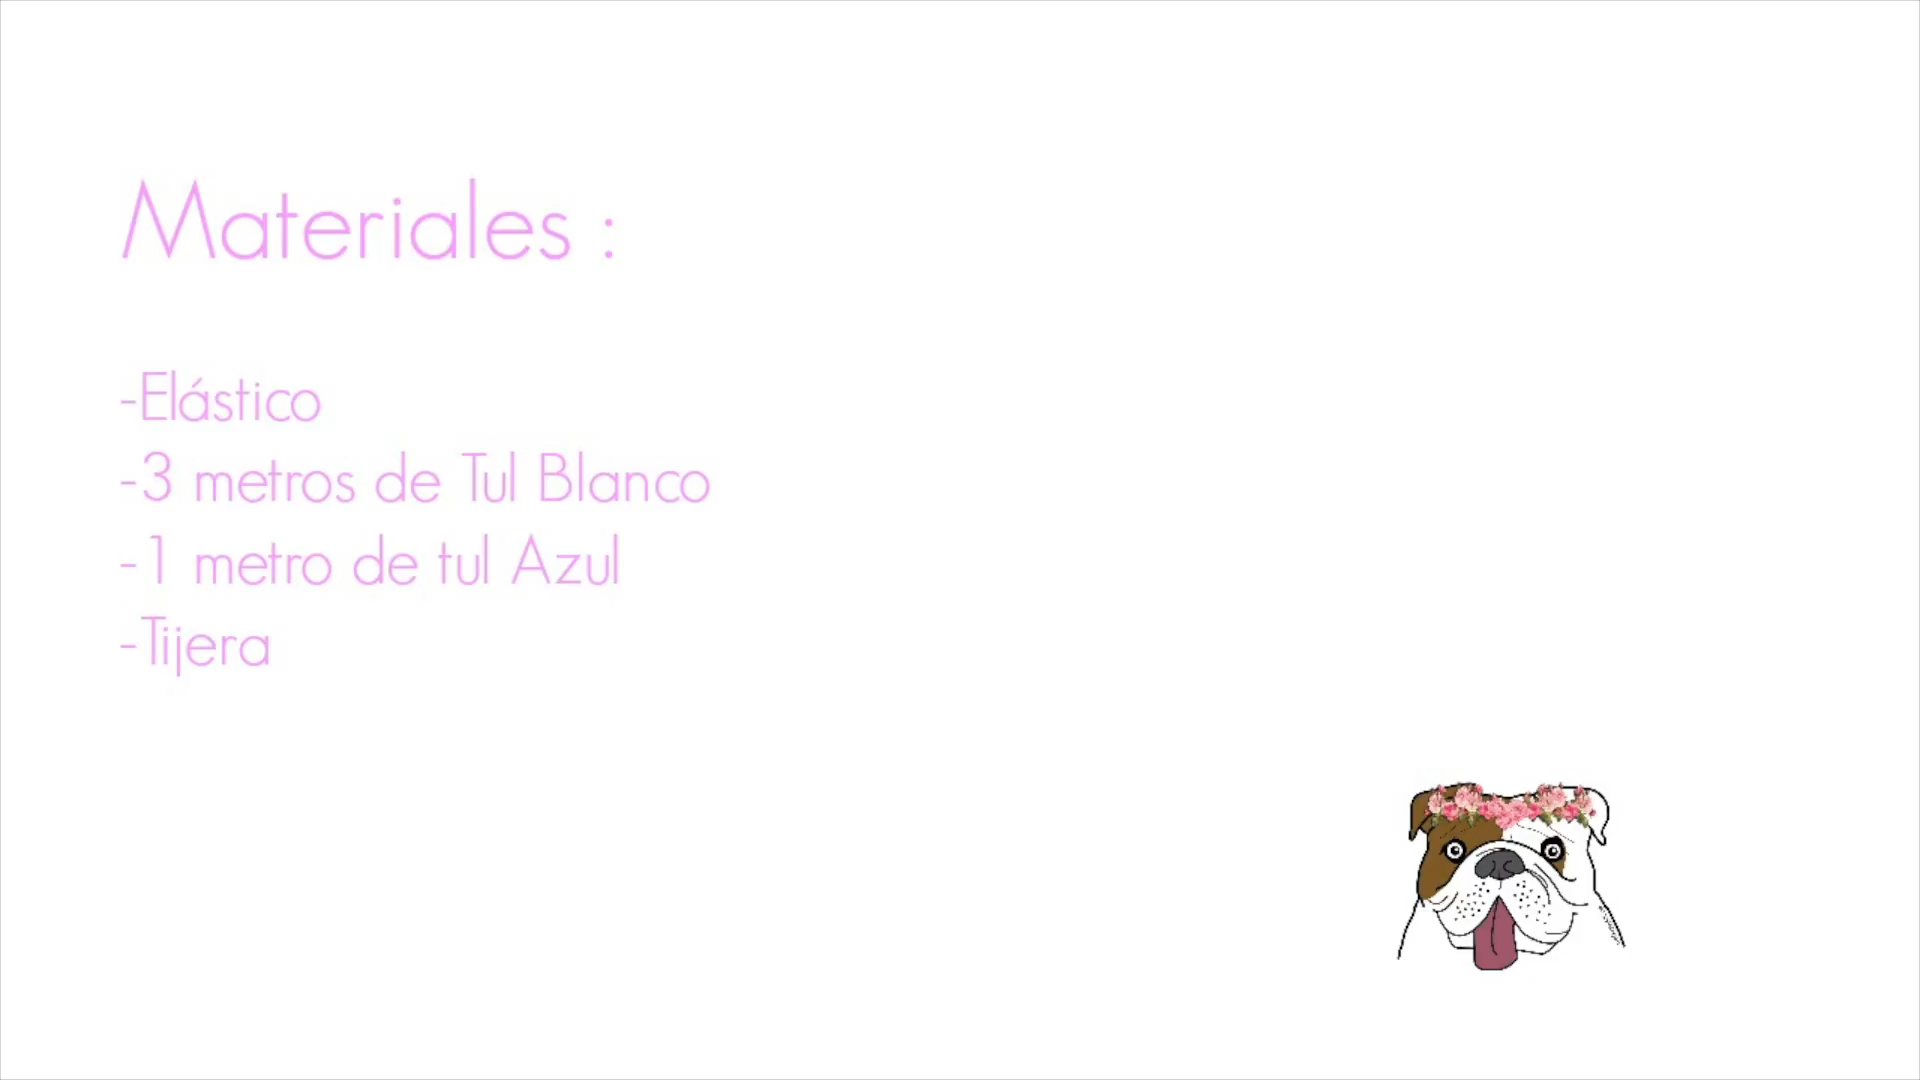 Materiales :
-Elástico
-3 metros de Tul Blanco
-1 metro de tul Azul
-Tijera